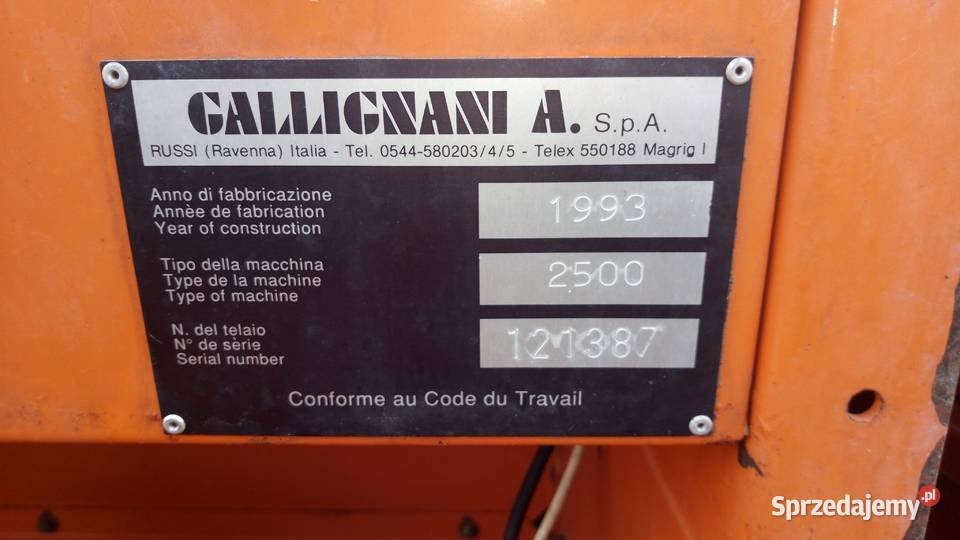 GALLIGNANI A. S.p.A.
RUSSI (Ravenna) Italia - Tel. 0544-580203/4/5 - Telex 550188 Magrig I
Anno di fabbricazione
Annèe de fabrication
Year of construction
1993
Tipo della macchina
Type de la machine
Type of machine
2500
N. del telaio
N° de série
Serial number
121387
Conforme au Code du Travail
Sprzedajemy.pl